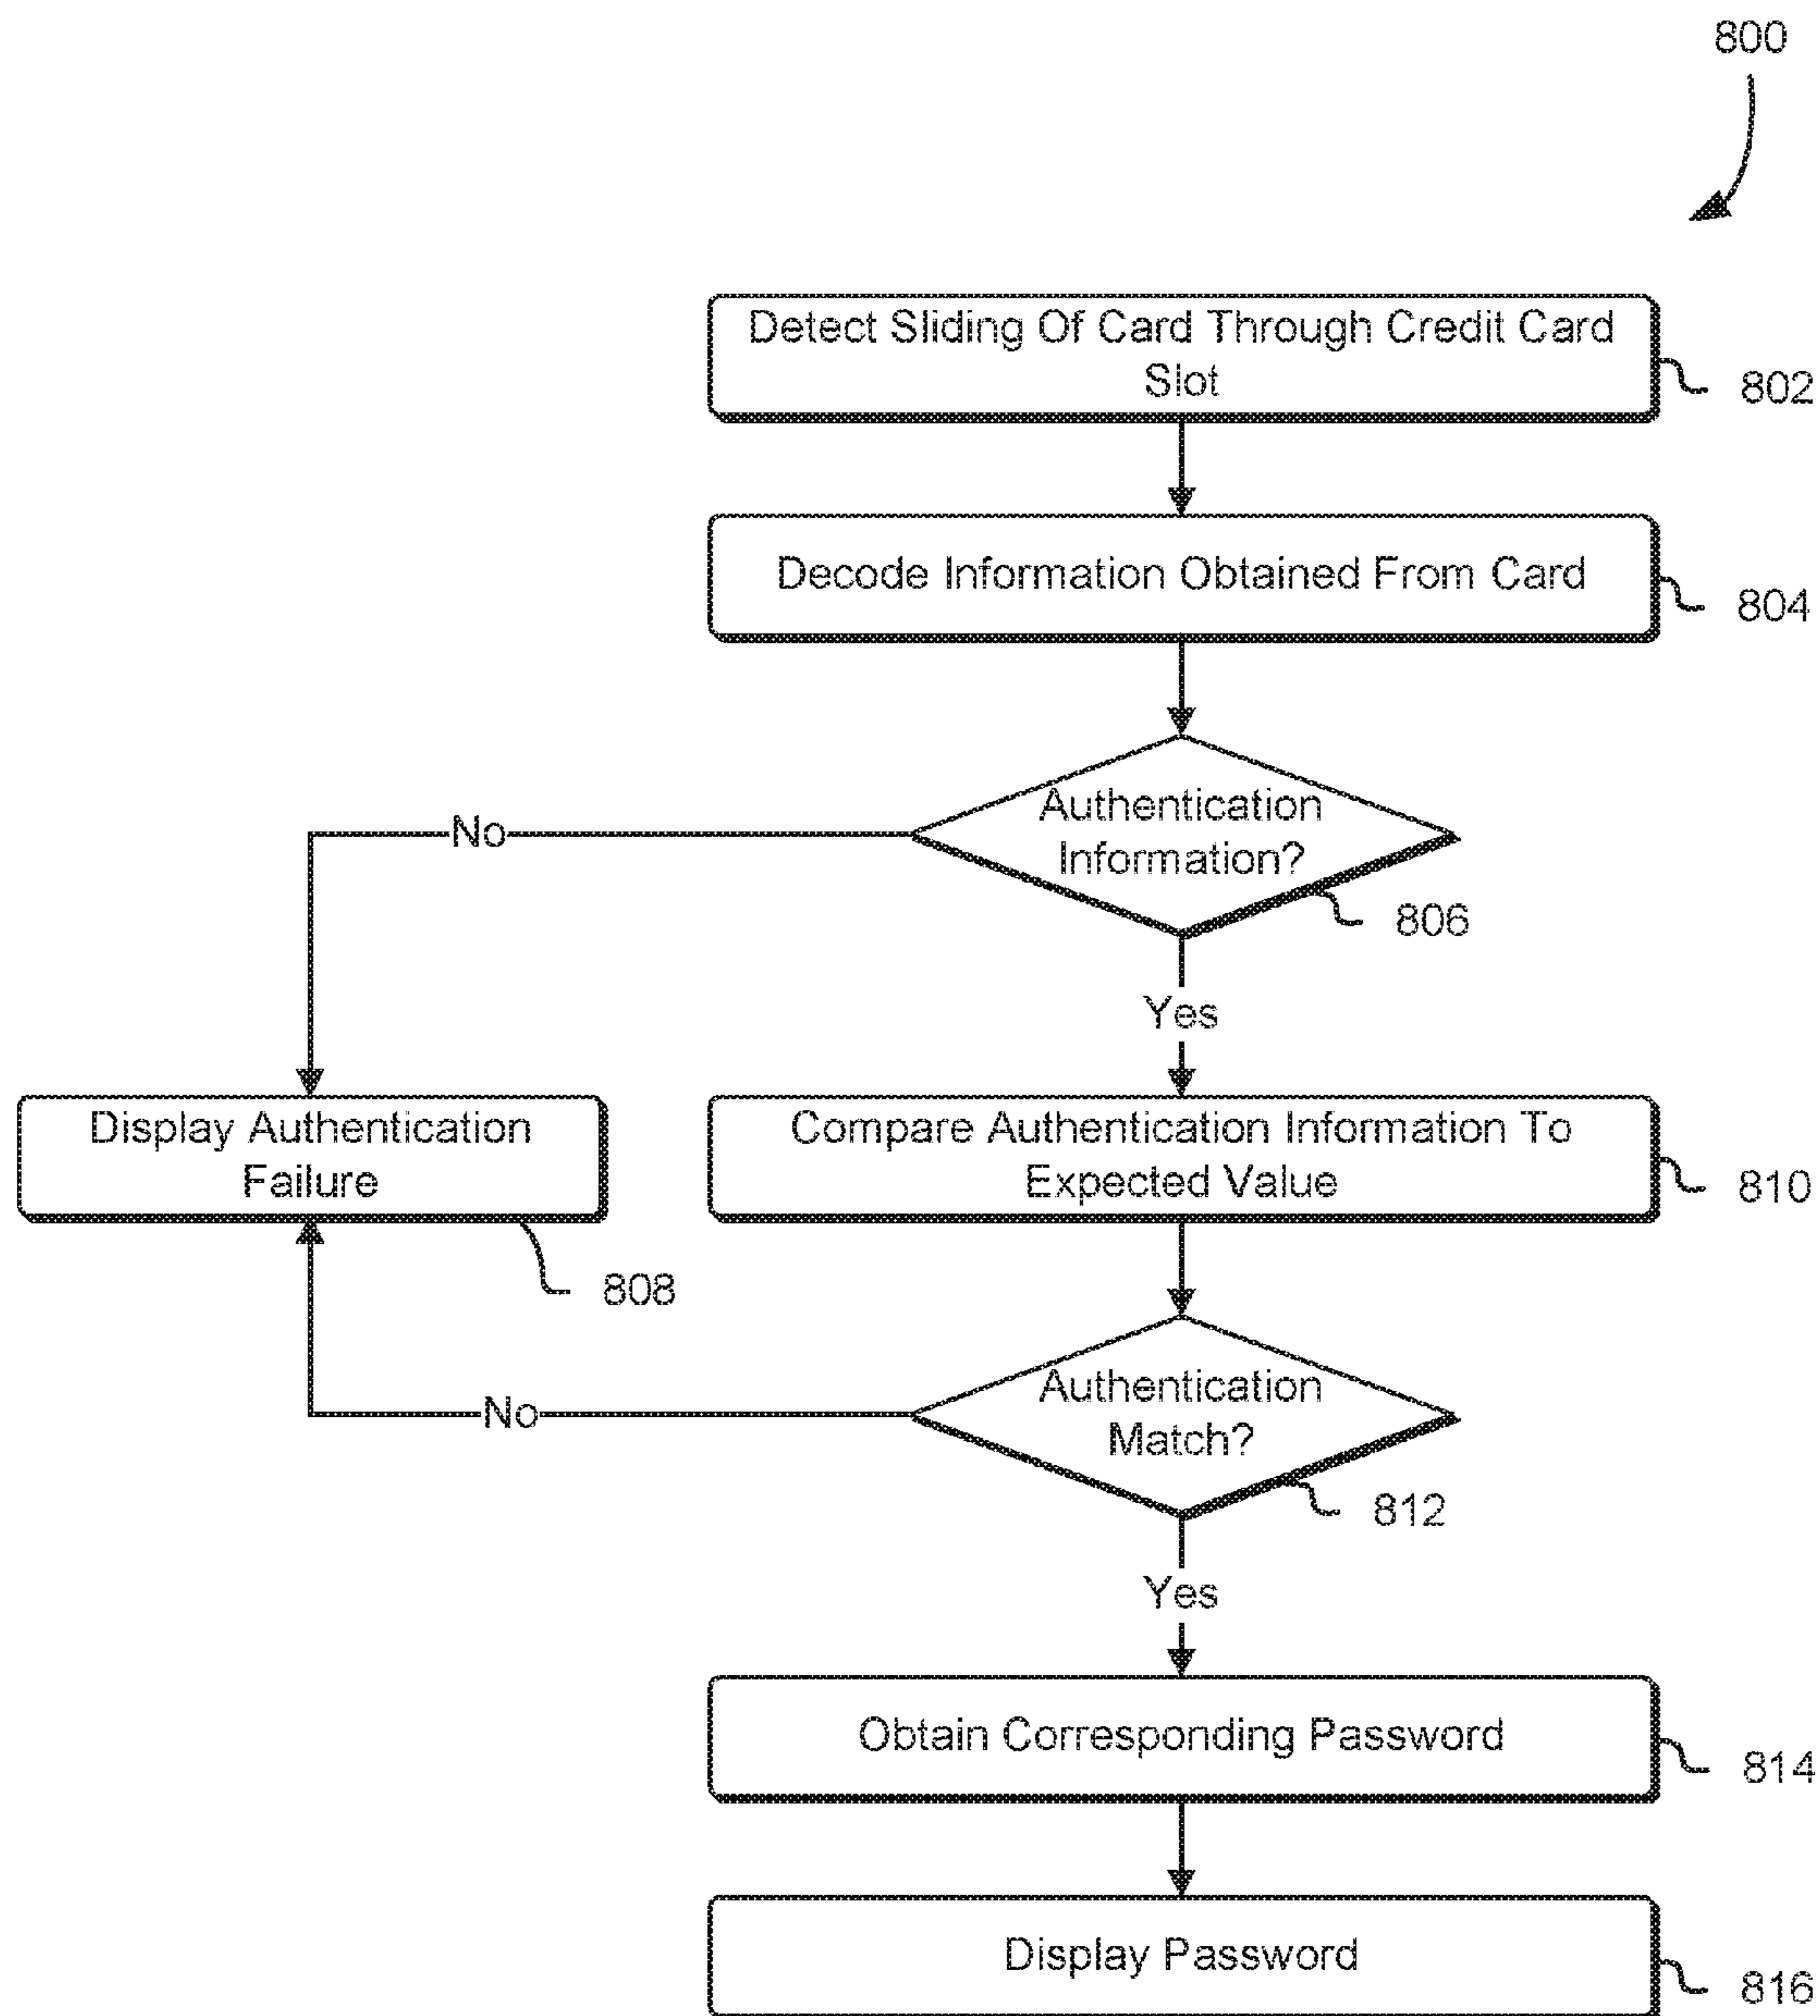 800
Detect Sliding Of Card Through Credit Card
Slot
802
Decode Information Obtained From Card
804
Authentication
Information?
806
No
Yes
Display Authentication
Failure
808
Compare Authentication Information To
Expected Value
810
Authentication
Match?
812
No
Yes
Obtain Corresponding Password
814
Display Password
816